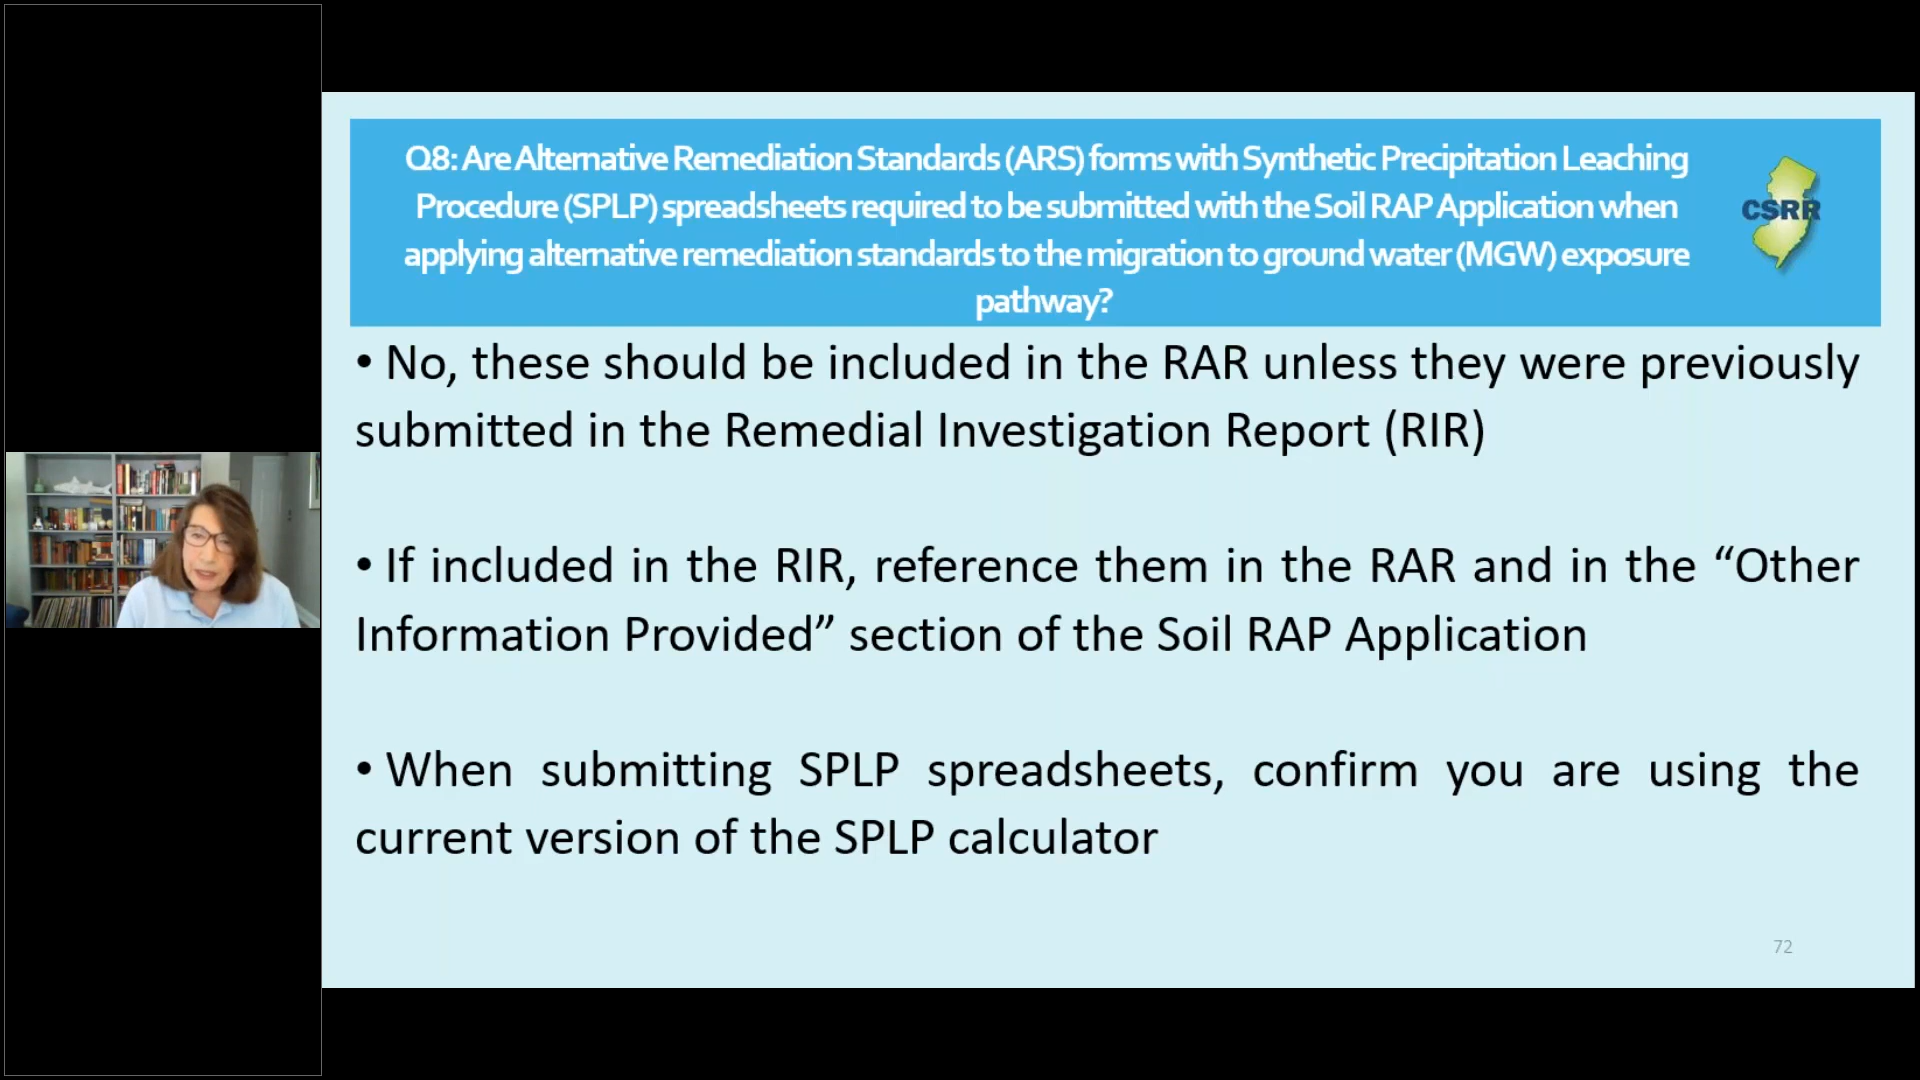 Q8: Are Alternative Remediation Standards (ARS) forms with Synthetic Precipitation Leaching
Procedure (SPLP) spreadsheets required to be submitted with the Soil RAP Application when
applying alternative remediation standards to the migration to ground water (MGW) exposure
pathway?
CSRR
• No, these should be included in the RAR unless they were previously
submitted in the Remedial Investigation Report (RIR)
• If included in the RIR, reference them in the RAR and in the “Other
Information Provided” section of the Soil RAP Application
• When submitting SPLP spreadsheets, confirm you are using the
current version of the SPLP calculator
72